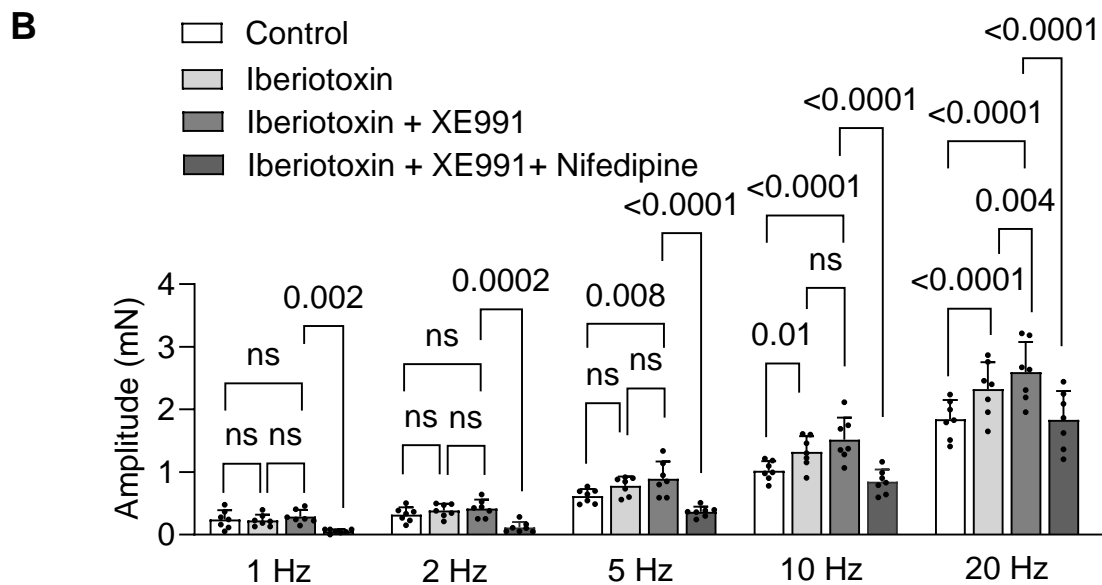 B
Control
Iberiotoxin
Iberiotoxin + XE991
Iberiotoxin + XE991+ Nifedipine
Amplitude (mN)
4
3
2
1
0
ns
ns
ns
0.002
1 Hz
ns
ns
ns
0.0002
2 Hz
0.008
ns
ns
<0.0001
5 Hz
<0.0001
0.01
ns
<0.0001
10 Hz
<0.0001
<0.0001
0.004
<0.0001
20 Hz